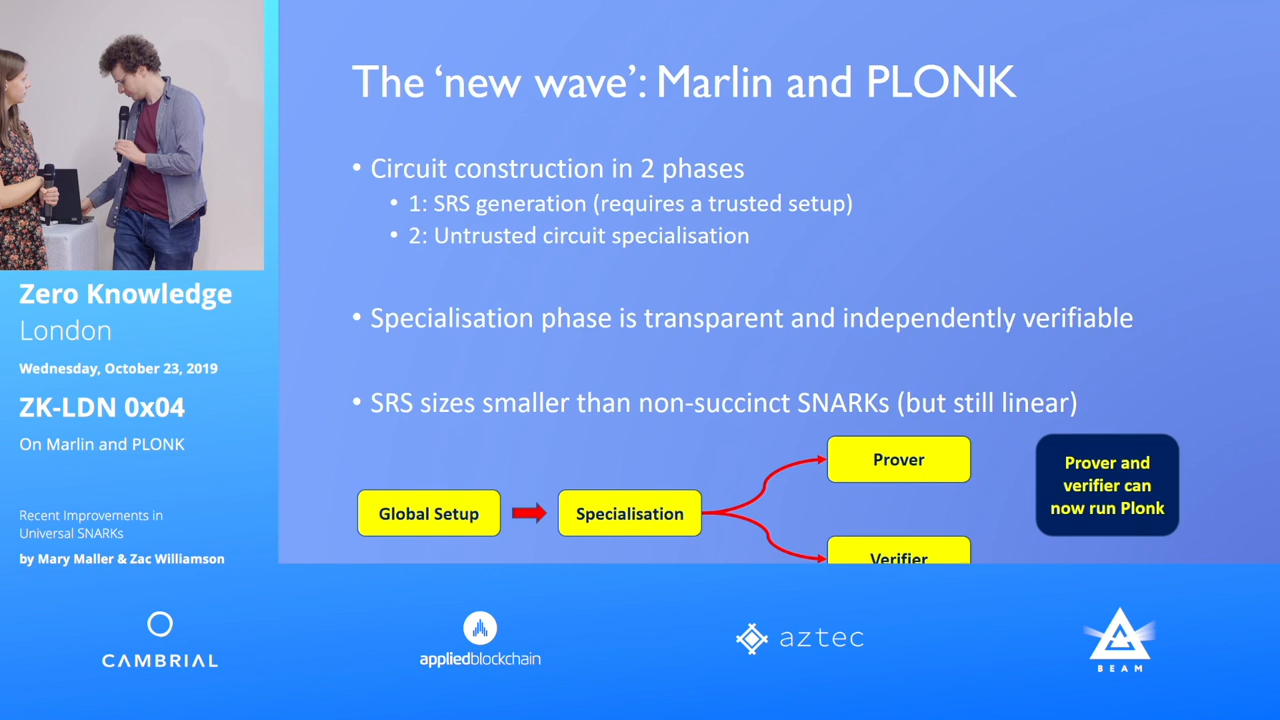 The ‘new wave’: Marlin and PLONK
• Circuit construction in 2 phases
• 1: SRS generation (requires a trusted setup)
• 2: Untrusted circuit specialisation
• Specialisation phase is transparent and independently verifiable
• SRS sizes smaller than non-succinct SNARKs (but still linear)
Global Setup
Specialisation
Prover
Verifier
Prover and
verifier can
now run Plonk
Zero Knowledge
London
Wednesday, October 23, 2019
ZK-LDN 0x04
On Marlin and PLONK
Recent Improvements in
Universal SNARKs
by Mary Maller & Zac Williamson
CAMBRIAL
appliedblockchain
aztec
BEAM